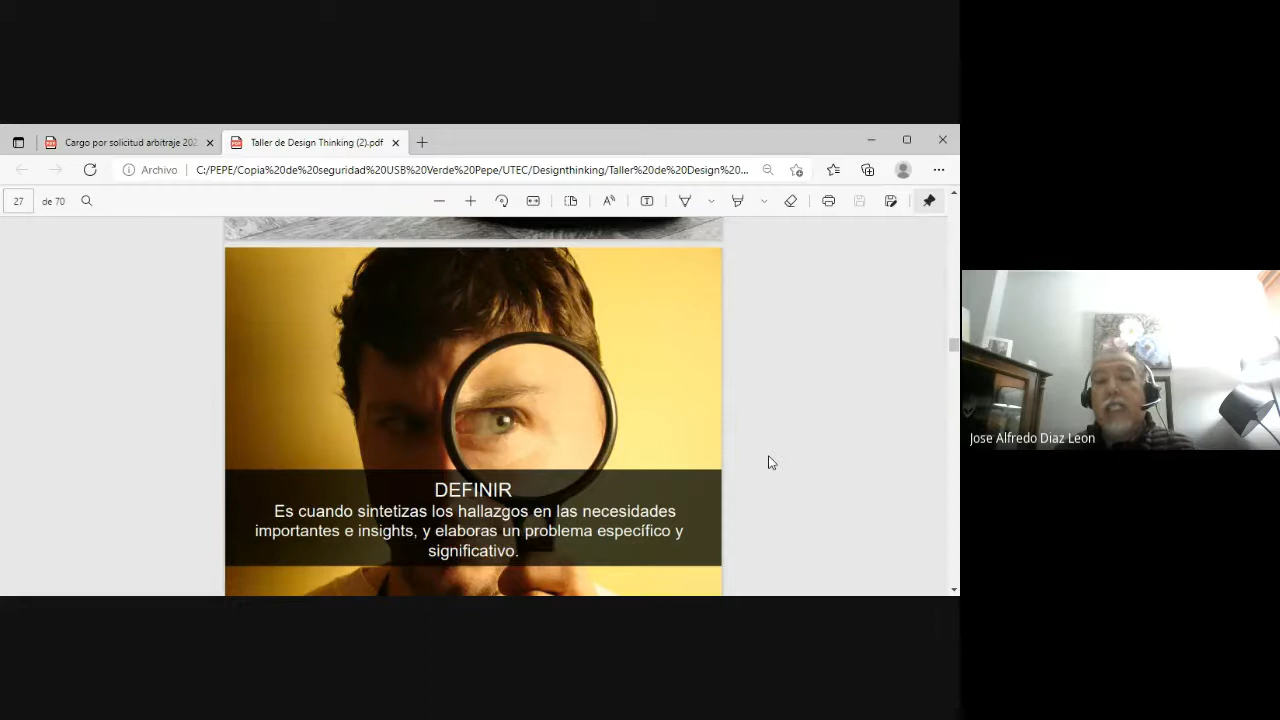 Cargo por solicitud arbitraje 202
Taller de Design Thinking (2).pdf
Archivo
C:/PEPE/Copia%20de%20seguridad%20USB%20Verde%20Pepe/UTEC/Designthinking/Taller%20de%20Design%20...
27
de 70
DEFINIR
Es cuando sintetizas los hallazgos en las necesidades
importantes e insights, y elaboras un problema específico y
significativo.
Jose Alfredo Diaz Leon